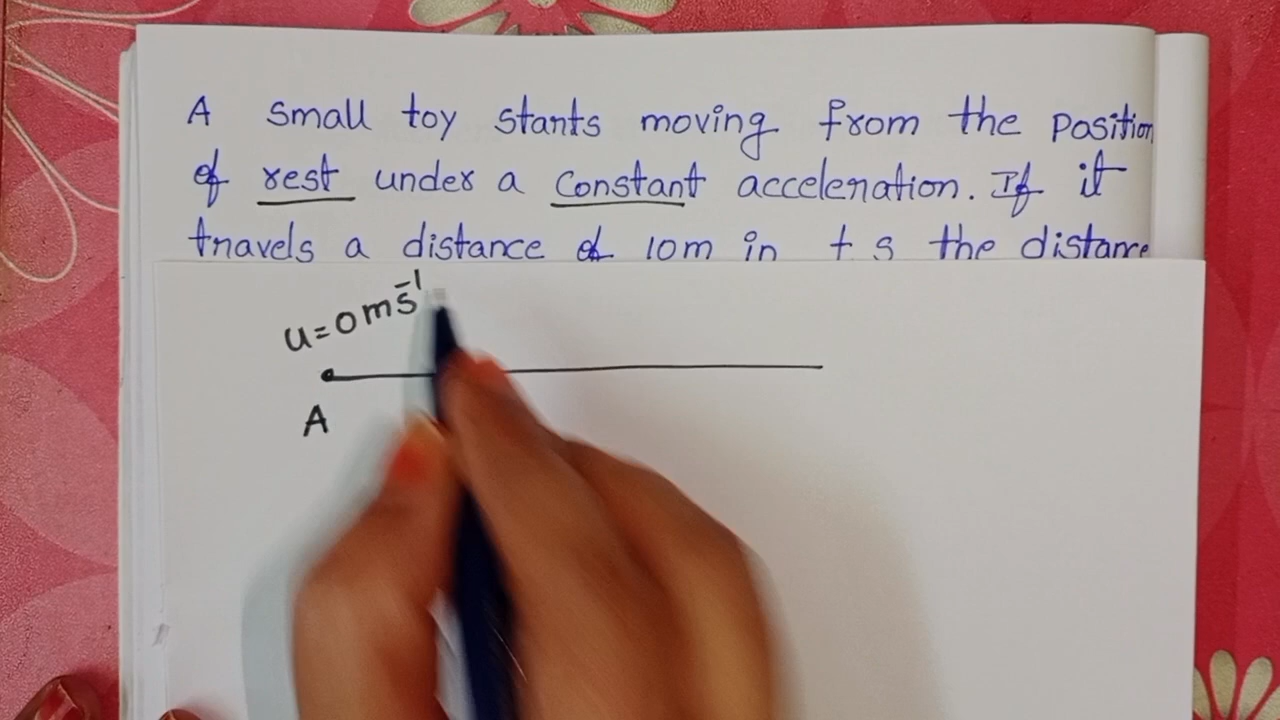 A small toy starts moving from the position
of rest under a constant acceleration. If it
travels a distance of 10m in t s the distance
u=0ms⁻¹
A